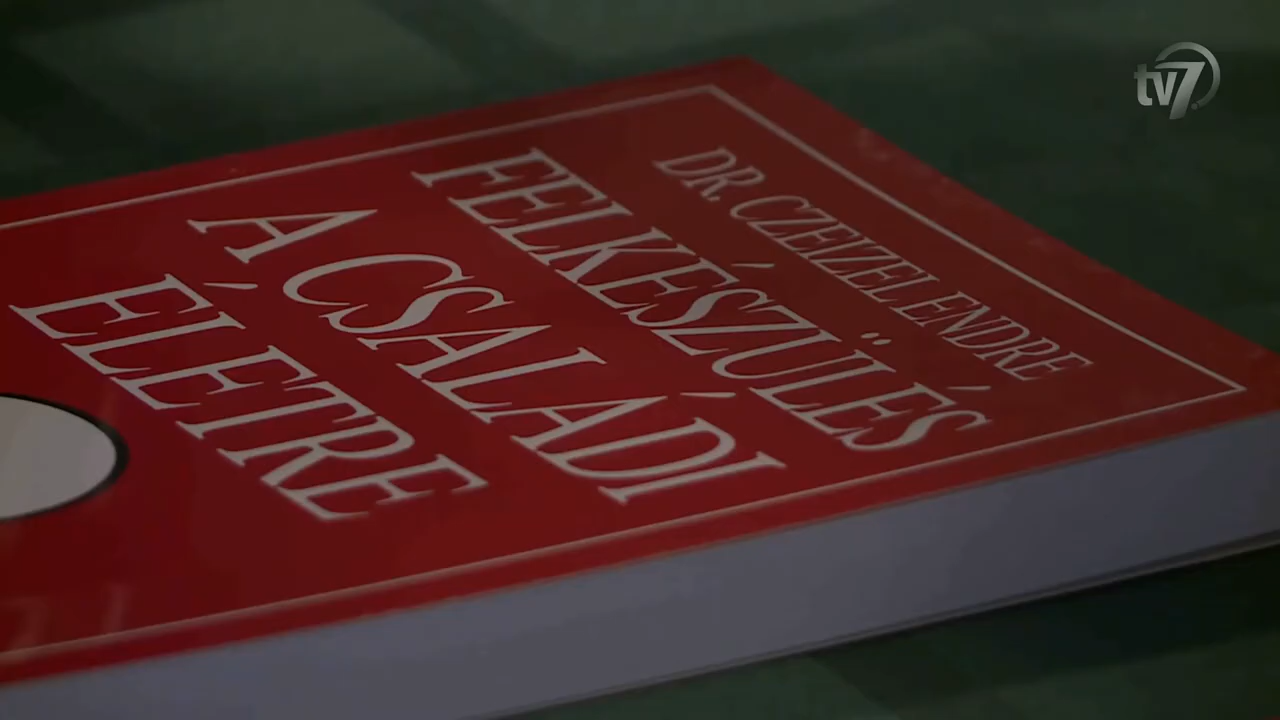 DR. CZEIZEL ENDRE
FELKÉSZÜLÉS
A CSALÁDI
ÉLETRE
tv7